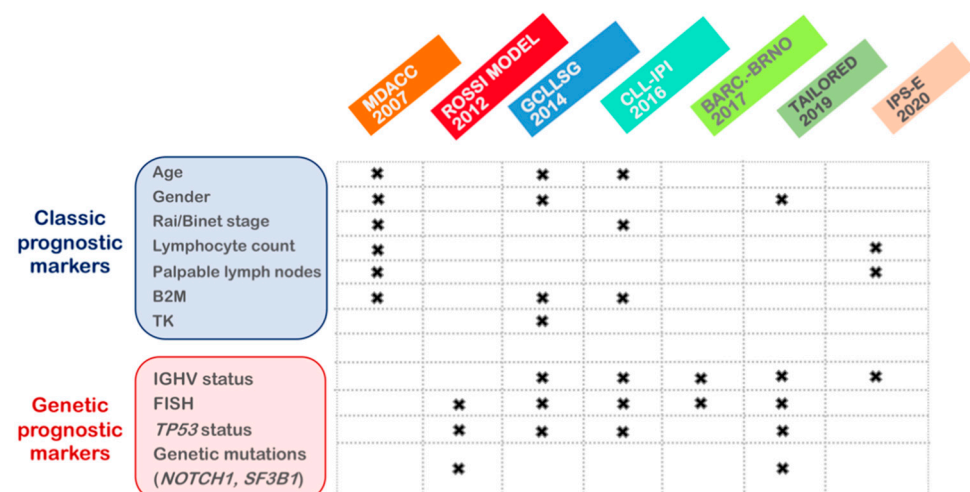 MDACC
2007
ROSSI MODEL
2012
GCLLSG
2014
CLL-IPI
2016
BARC.-BRNO
2017
TAILORED
2019
IPS-E
2020
Classic
prognostic
markers
Age
Gender
Rai/Binet stage
Lymphocyte count
Palpable lymph nodes
B2M
TK
Genetic
prognostic
markers
IGHV status
FISH
TP53 status
Genetic mutations
(NOTCH1, SF3B1)